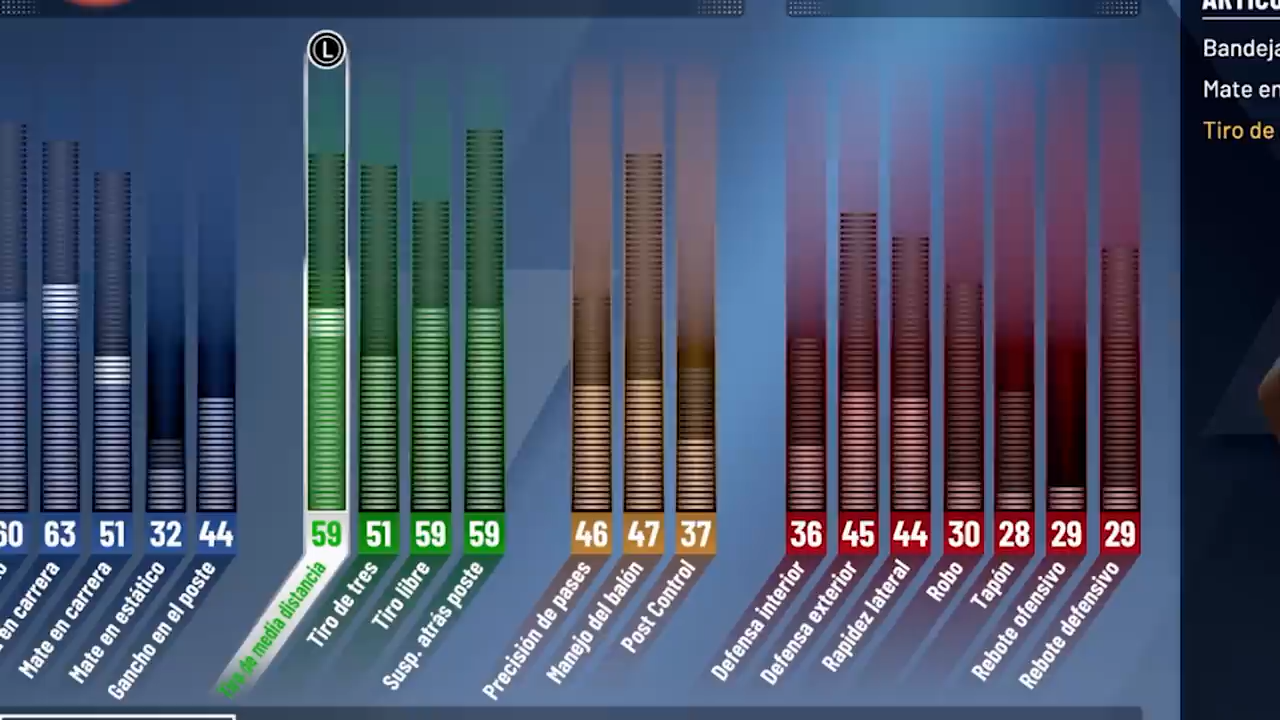 ARTÍCU
Bandeja
Mate en
Tiro de
L
60 63 51 32 44 59 51 59 59 46 47 37 36 45 44 30 28 29 29
en carrera
Mate en carrera
Mate en estático
Gancho en el poste
de media distancia
Tiro de tres
Tiro libre
Susp. atrás poste
Precisión de pases
Manejo del balón
Post Control
Defensa interior
Defensa exterior
Rapidez lateral
Robo
Tapón
Rebote ofensivo
Rebote defensivo